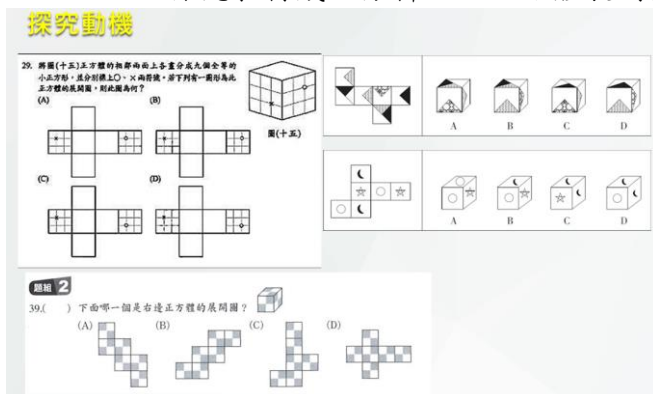 探究動機
29. 將圖(十五)正方體的相鄰兩面上各畫分成九個全等的
小正方形，並分別標上○、×兩符號。若下列有一圖形為此
正方體的展開圖，則此圖為何？
(A) (B)
圖(十五)
(C) (D)
A B C D
A B C D
題組 2
39.( ) 下面哪一個是右邊正方體的展開圖？
(A) (B) (C) (D)